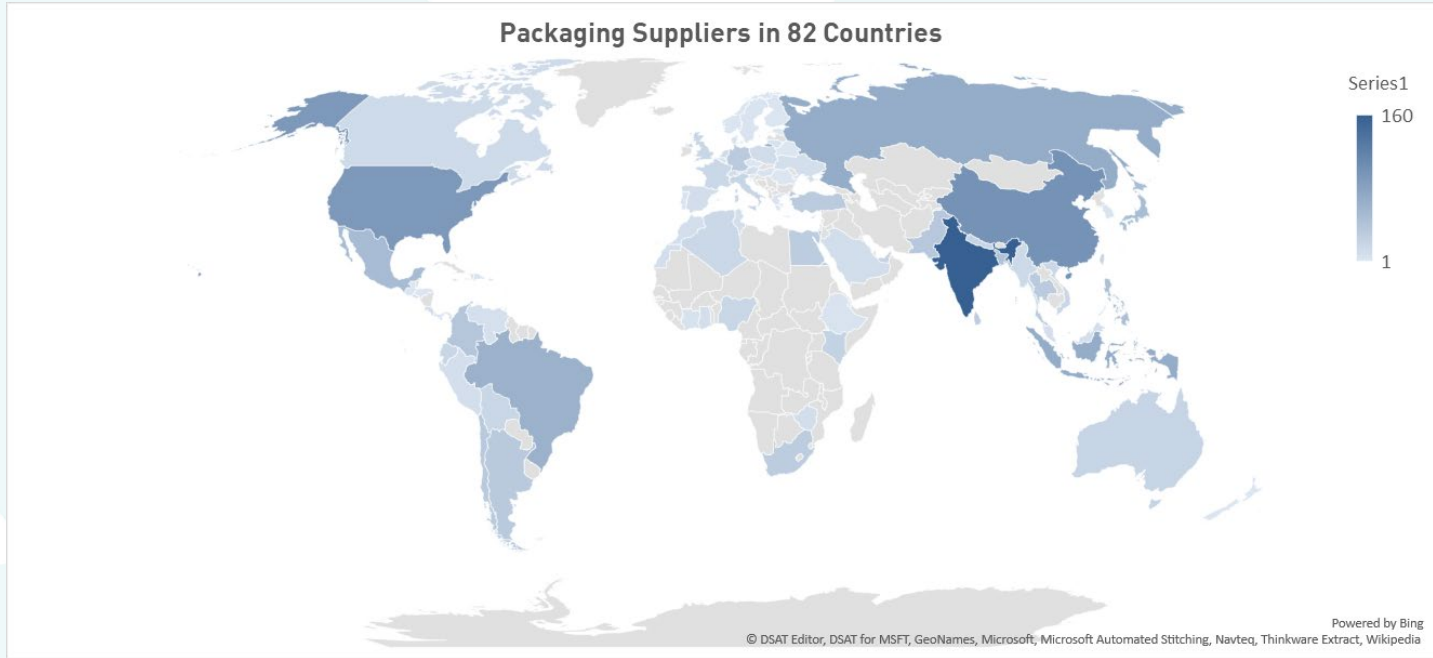 Packaging Suppliers in 82 Countries
Series1
160
1
Powered by Bing
© DSAT Editor, DSAT for MSFT, GeoNames, Microsoft, Microsoft Automated Stitching, Navteq, Thinkware Extract, Wikipedia